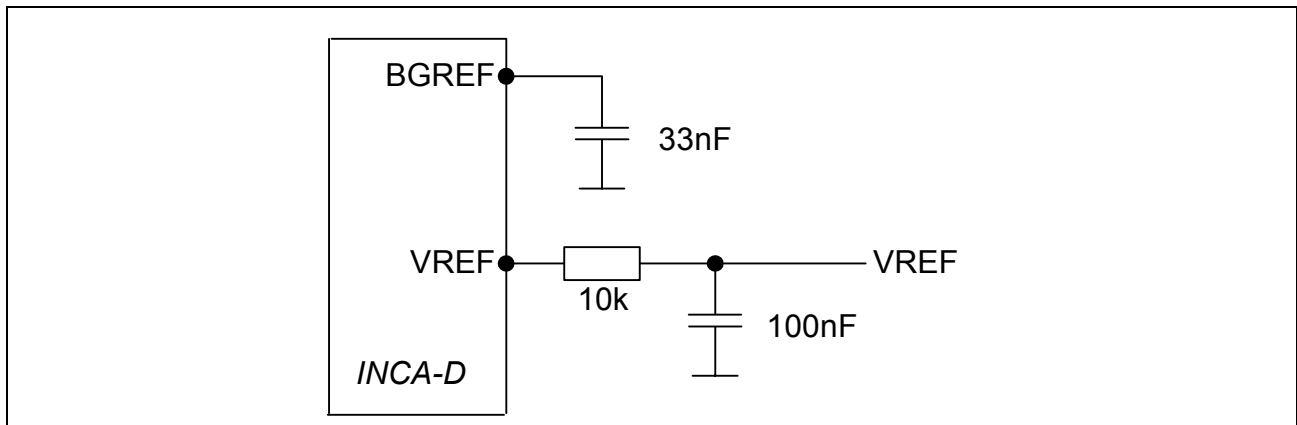 BGREF
33nF
VREF
VREF
10k
100nF
INCA-D